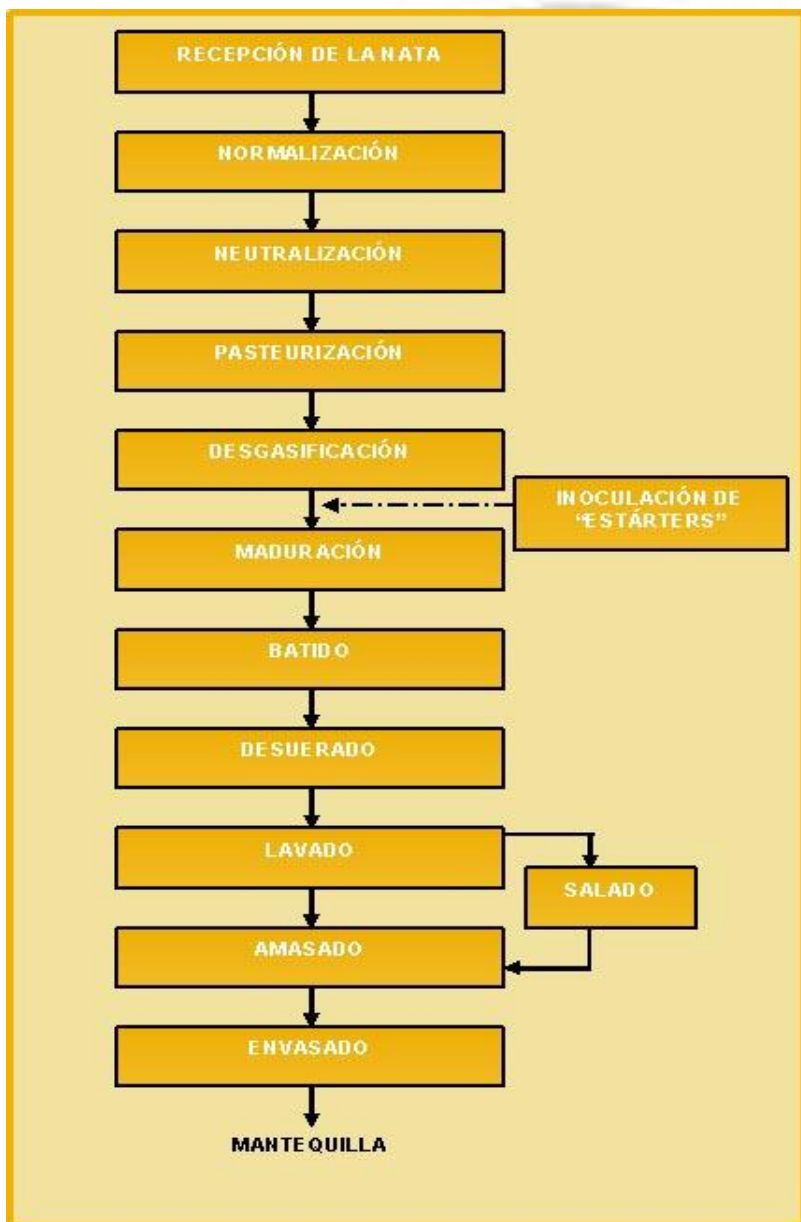 RECEPCIÓN DE LA NATA
NORMALIZACIÓN
NEUTRALIZACIÓN
PASTEURIZACIÓN
DESGASIFICACIÓN
INOCULACIÓN DE
“ESTÁRTERS”
MADURACIÓN
BATIDO
DESUERADO
LAVADO
SALADO
AMASADO
ENVASADO
MANTEQUILLA